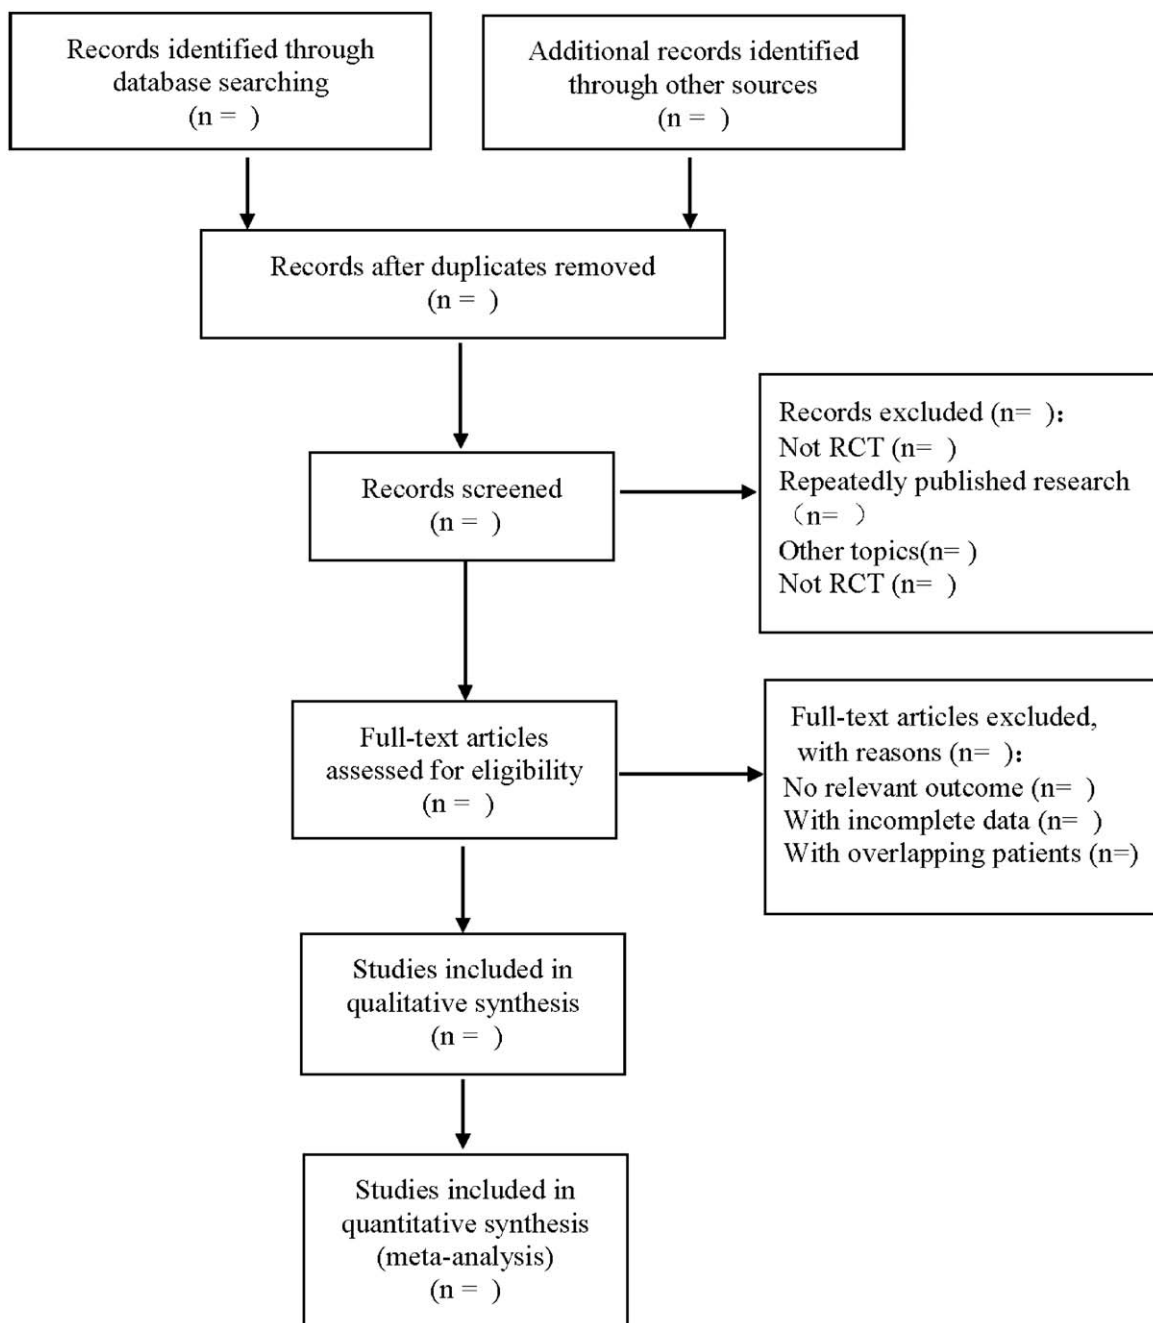 Records identified through
database searching
(n =  )
Additional records identified
through other sources
(n =  )
Records after duplicates removed
(n =  )
Records screened
(n =  )
Records excluded (n=  )：
Not RCT (n=  )
Repeatedly published research
（n=  ）
Other topics(n= )
Not RCT (n=  )
Full-text articles
assessed for eligibility
(n =  )
Full-text articles excluded,
with reasons (n=  )：
No relevant outcome (n=  )
With incomplete data (n=  )
With overlapping patients (n=)
Studies included in
qualitative synthesis
(n =  )
Studies included in
quantitative synthesis
(meta-analysis)
(n =  )